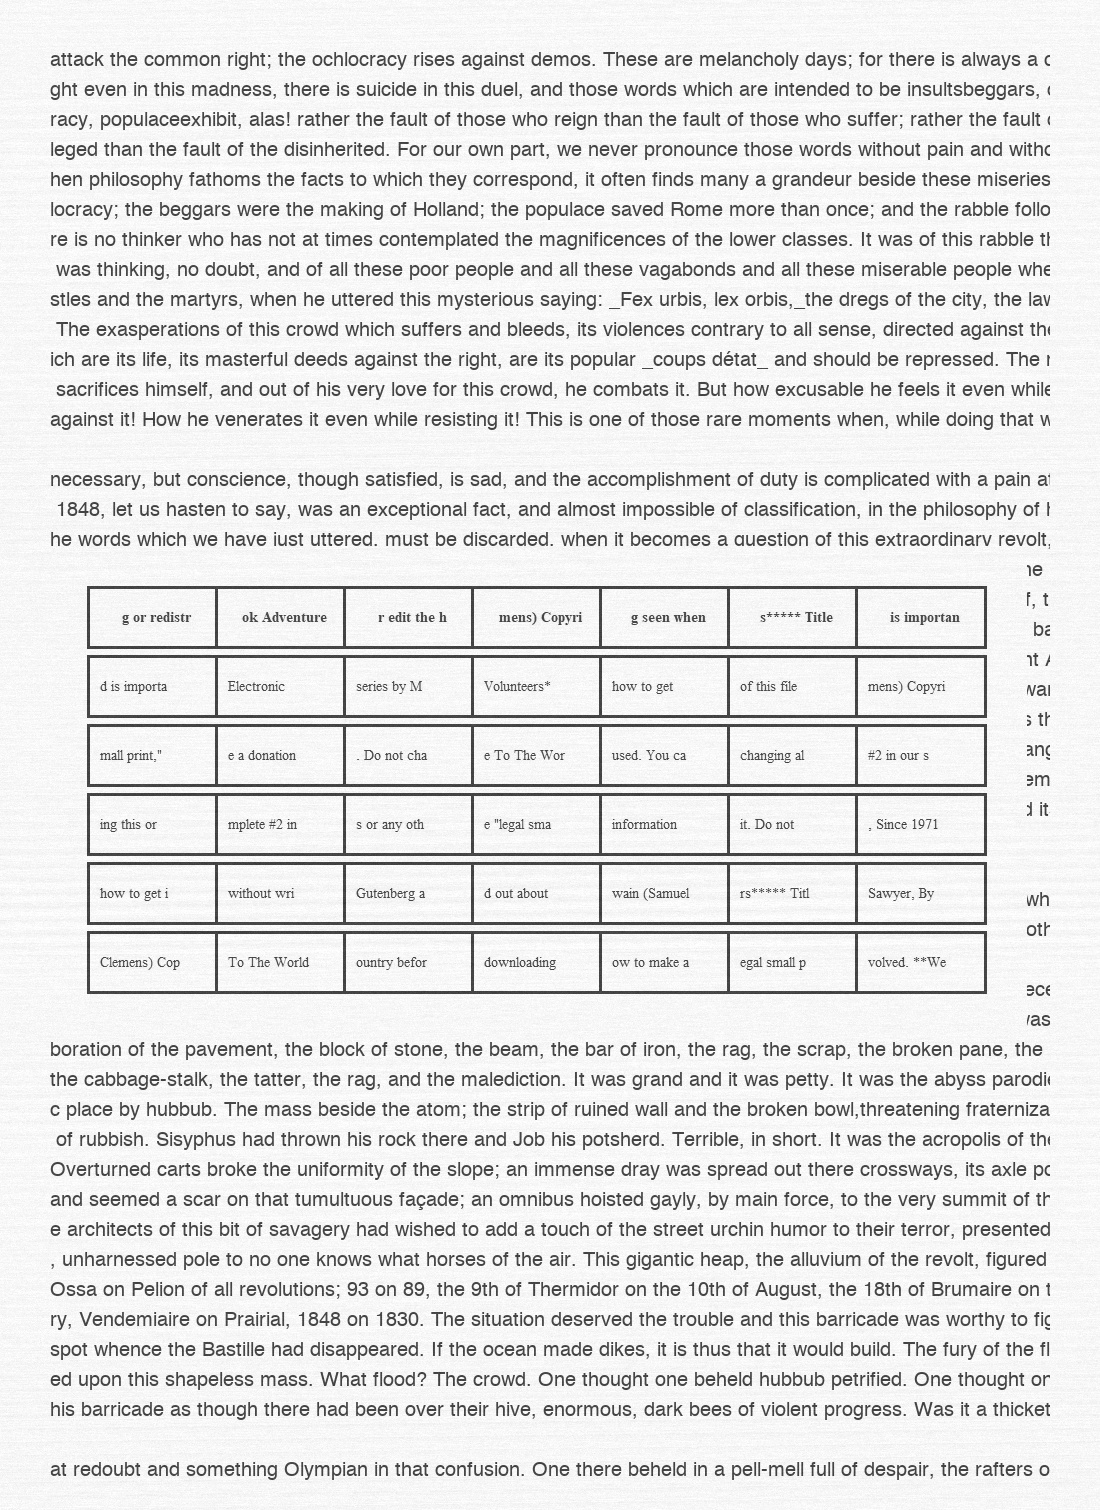 attack the common right; the ochlocracy rises against demos. These are melancholy days; for there is always a
ght even in this madness, there is suicide in this duel, and those words which are intended to be insultsbeggars,
racy, populaceexhibit, alas! rather the fault of those who reign than the fault of those who suffer; rather the fault
leged than the fault of the disinherited. For our own part, we never pronounce those words without pain and witho
hen philosophy fathoms the facts to which they correspond, it often finds many a grandeur beside these miseries
locracy; the beggars were the making of Holland; the populace saved Rome more than once; and the rabble follo
re is no thinker who has not at times contemplated the magnificences of the lower classes. It was of this rabble th
was thinking, no doubt, and of all these poor people and all these vagabonds and all these miserable people whe
stles and the martyrs, when he uttered this mysterious saying: _Fex urbis, lex orbis,_the dregs of the city, the law
The exasperations of this crowd which suffers and bleeds, its violences contrary to all sense, directed against the
ich are its life, its masterful deeds against the right, are its popular _coups détat_ and should be repressed. The
sacrifices himself, and out of his very love for this crowd, he combats it. But how excusable he feels it even while
against it! How he venerates it even while resisting it! This is one of those rare moments when, while doing that w
necessary, but conscience, though satisfied, is sad, and the accomplishment of duty is complicated with a pain at
1848, let us hasten to say, was an exceptional fact, and almost impossible of classification, in the philosophy of h
he words which we have just uttered, must be discarded, when it becomes a question of this extraordinary revolt,
he
f, t
g or redistr ok Adventure r edit the h mens) Copyri g seen when s***** Title is importan
ba
nt A
d is importa Electronic series by M Volunteers* how to get of this file mens) Copyri
war
s th
mall print," e a donation . Do not cha e To The Wor used. You ca changing al #2 in our s
ang
em
d it
ing this or mplete #2 in s or any oth e "legal sma information it. Do not , Since 1971
how to get i without wri Gutenberg a d out about wain (Samuel rs***** Titl Sawyer, By
wh
oth
Clemens) Cop To The World ountry befor downloading ow to make a egal small p volved. **We
ece
vas
boration of the pavement, the block of stone, the beam, the bar of iron, the rag, the scrap, the broken pane, the
the cabbage-stalk, the tatter, the rag, and the malediction. It was grand and it was petty. It was the abyss parodie
c place by hubbub. The mass beside the atom; the strip of ruined wall and the broken bowl,threatening fraterniza
of rubbish. Sisyphus had thrown his rock there and Job his potsherd. Terrible, in short. It was the acropolis of the
Overturned carts broke the uniformity of the slope; an immense dray was spread out there crossways, its axle po
and seemed a scar on that tumultuous façade; an omnibus hoisted gayly, by main force, to the very summit of th
e architects of this bit of savagery had wished to add a touch of the street urchin humor to their terror, presented
, unharnessed pole to no one knows what horses of the air. This gigantic heap, the alluvium of the revolt, figured
Ossa on Pelion of all revolutions; 93 on 89, the 9th of Thermidor on the 10th of August, the 18th of Brumaire on t
ry, Vendemiaire on Prairial, 1848 on 1830. The situation deserved the trouble and this barricade was worthy to fig
spot whence the Bastille had disappeared. If the ocean made dikes, it is thus that it would build. The fury of the fl
ed upon this shapeless mass. What flood? The crowd. One thought one beheld hubbub petrified. One thought on
his barricade as though there had been over their hive, enormous, dark bees of violent progress. Was it a thicket
at redoubt and something Olympian in that confusion. One there beheld in a pell-mell full of despair, the rafters o